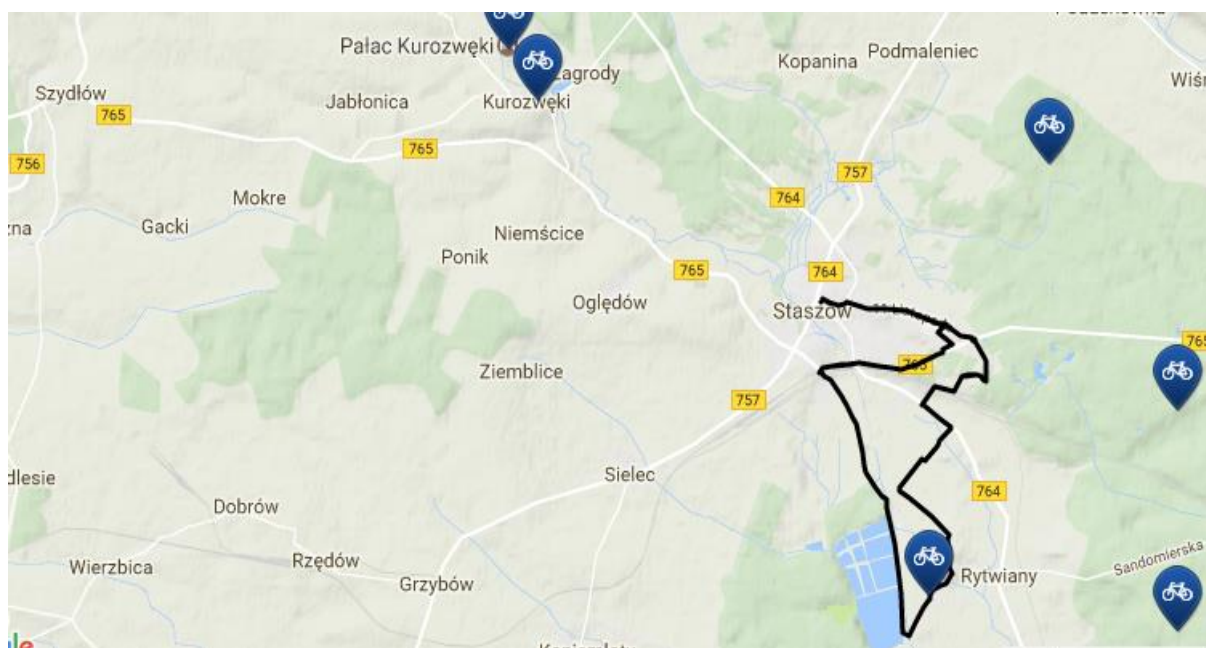 Pałac Kurozwęki
Zagrody
Kopanina
Podmaleniec
Szydłów
Jabłonica
Kurozwęki
765
765
756
757
764
Mokre
Gacki
Niemścice
Ponik
765
764
Oględów
Staszów
765
Ziemblice
757
Sielec
764
Dobrów
Wierzbica
Rzędów
Grzybów
Rytwiany
Sandomierska